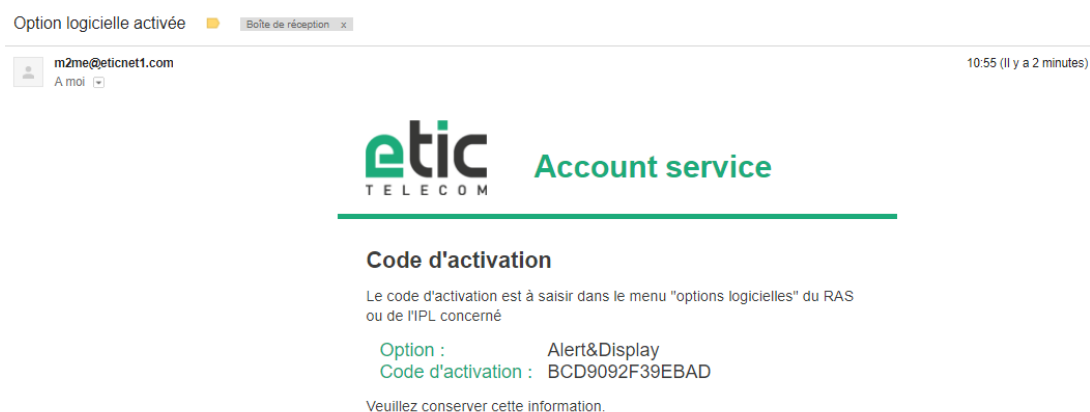 Option logicielle activée Boîte de réception x
m2me@eticnet1.com 10:55 (Il y a 2 minutes)
A moi
etic
TELECOM
Account service
Code d'activation
Le code d'activation est à saisir dans le menu "options logicielles" du RAS
ou de l'IPL concerné
Option : Alert&Display
Code d'activation : BCD9092F39EBAD
Veuillez conserver cette information.